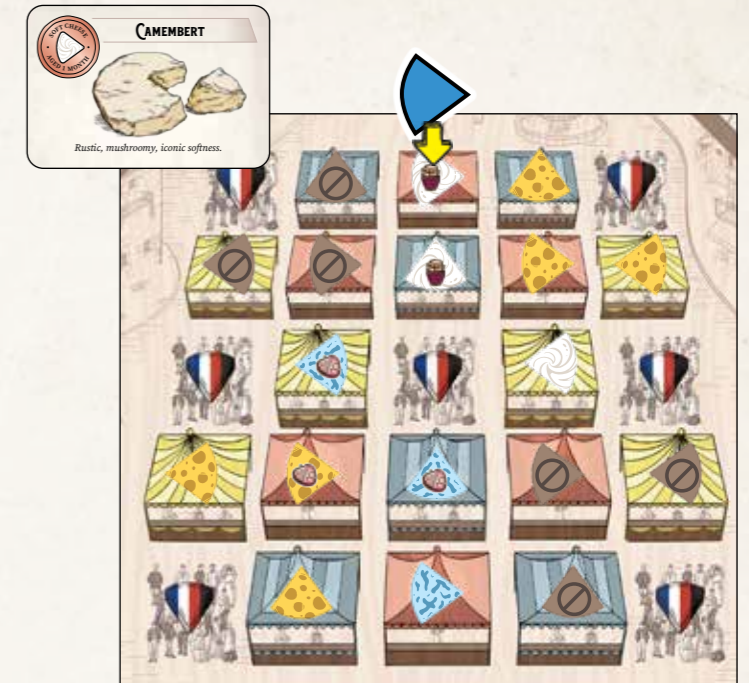 SOFT CHEESE
CAMEMBERT
AGED 1 MONTH
Rustic, mushroomy, iconic softness.